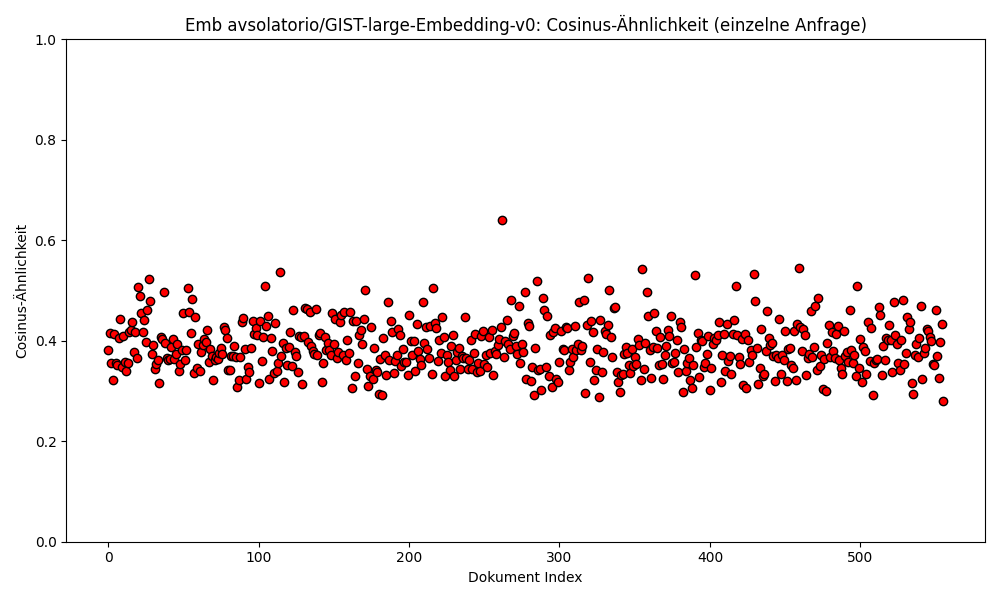 Emb avsolatorio/GIST-large-Embedding-v0: Cosinus-Ähnlichkeit (einzelne Anfrage)
1.0
0.8
0.6
0.4
0.2
0.0
Cosinus-Ähnlichkeit
0 100 200 300 400 500
Dokument Index